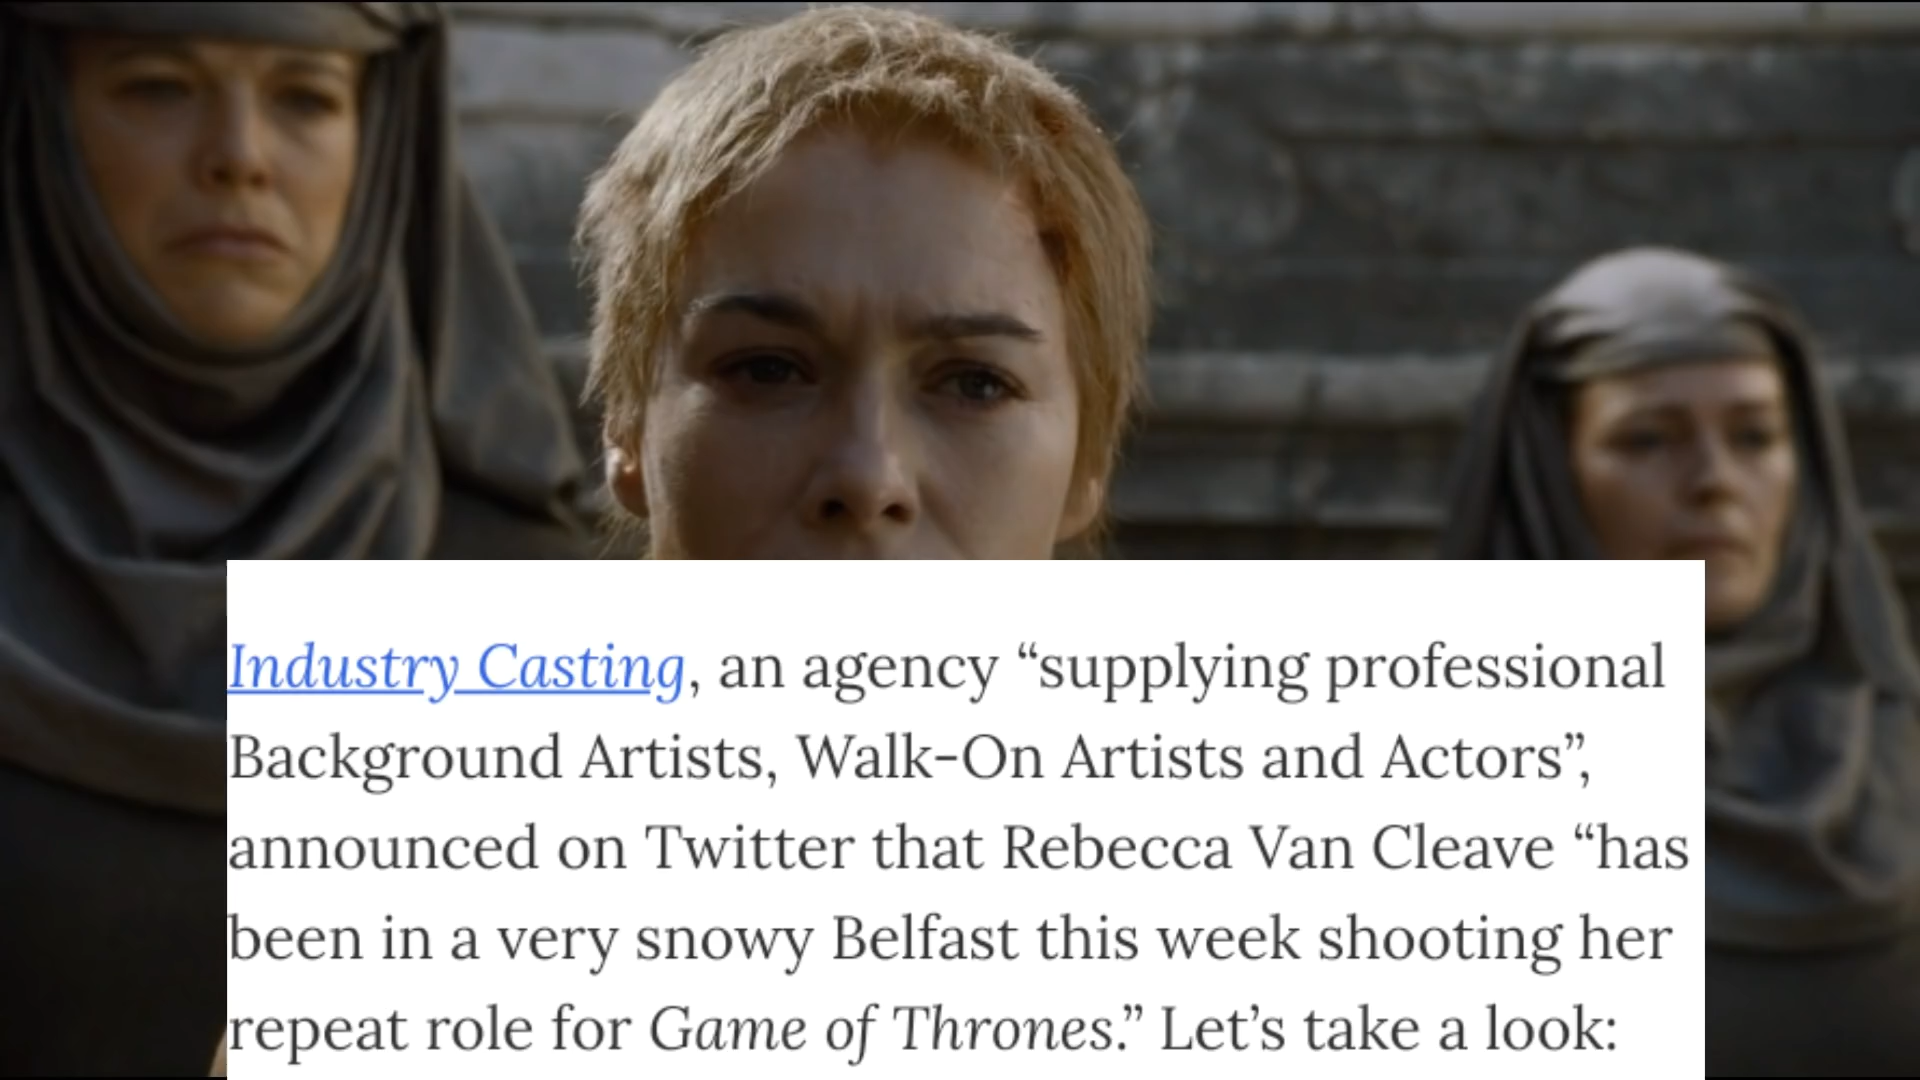 Industry Casting, an agency “supplying professional
Background Artists, Walk-On Artists and Actors”,
announced on Twitter that Rebecca Van Cleave “has
been in a very snowy Belfast this week shooting her
repeat role for Game of Thrones.” Let’s take a look: